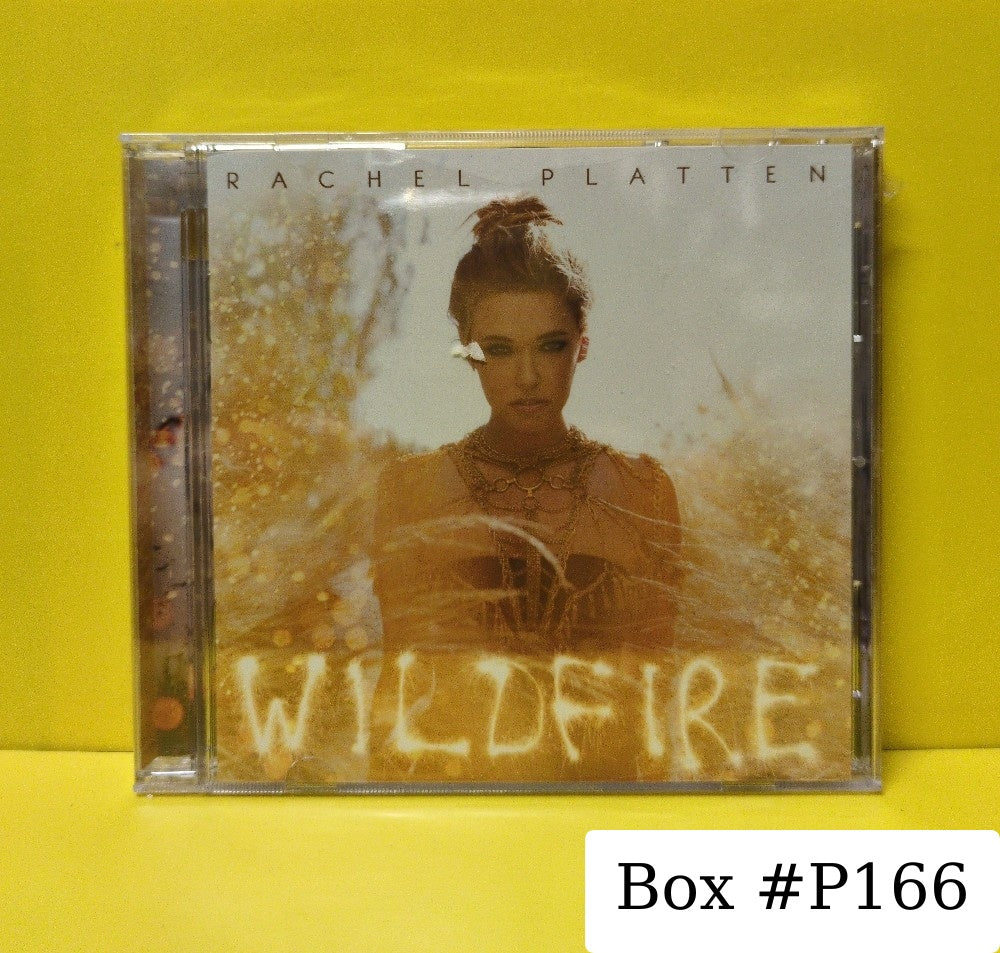 RACHEL PLATTEN
WILDFIRE
Box #P166